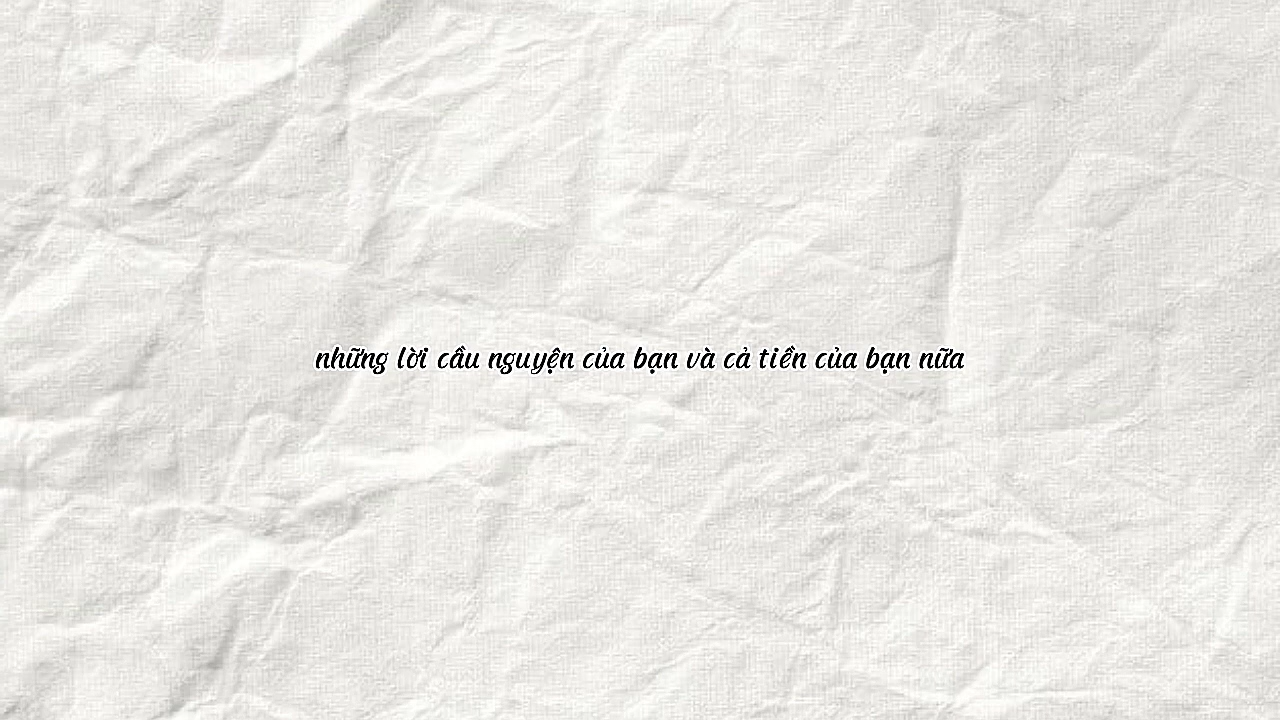 những lời cầu nguyện của bạn và cả tiền của bạn nữa